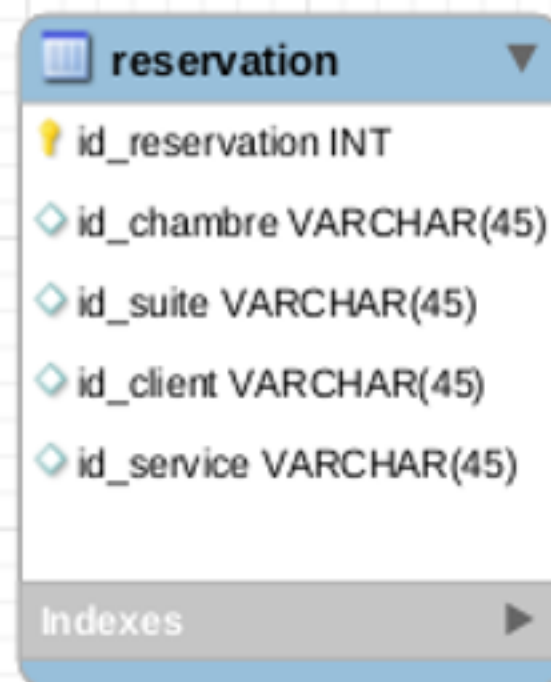 reservation
id_reservation INT
id_chambre VARCHAR(45)
id_suite VARCHAR(45)
id_client VARCHAR(45)
id_service VARCHAR(45)
Indexes